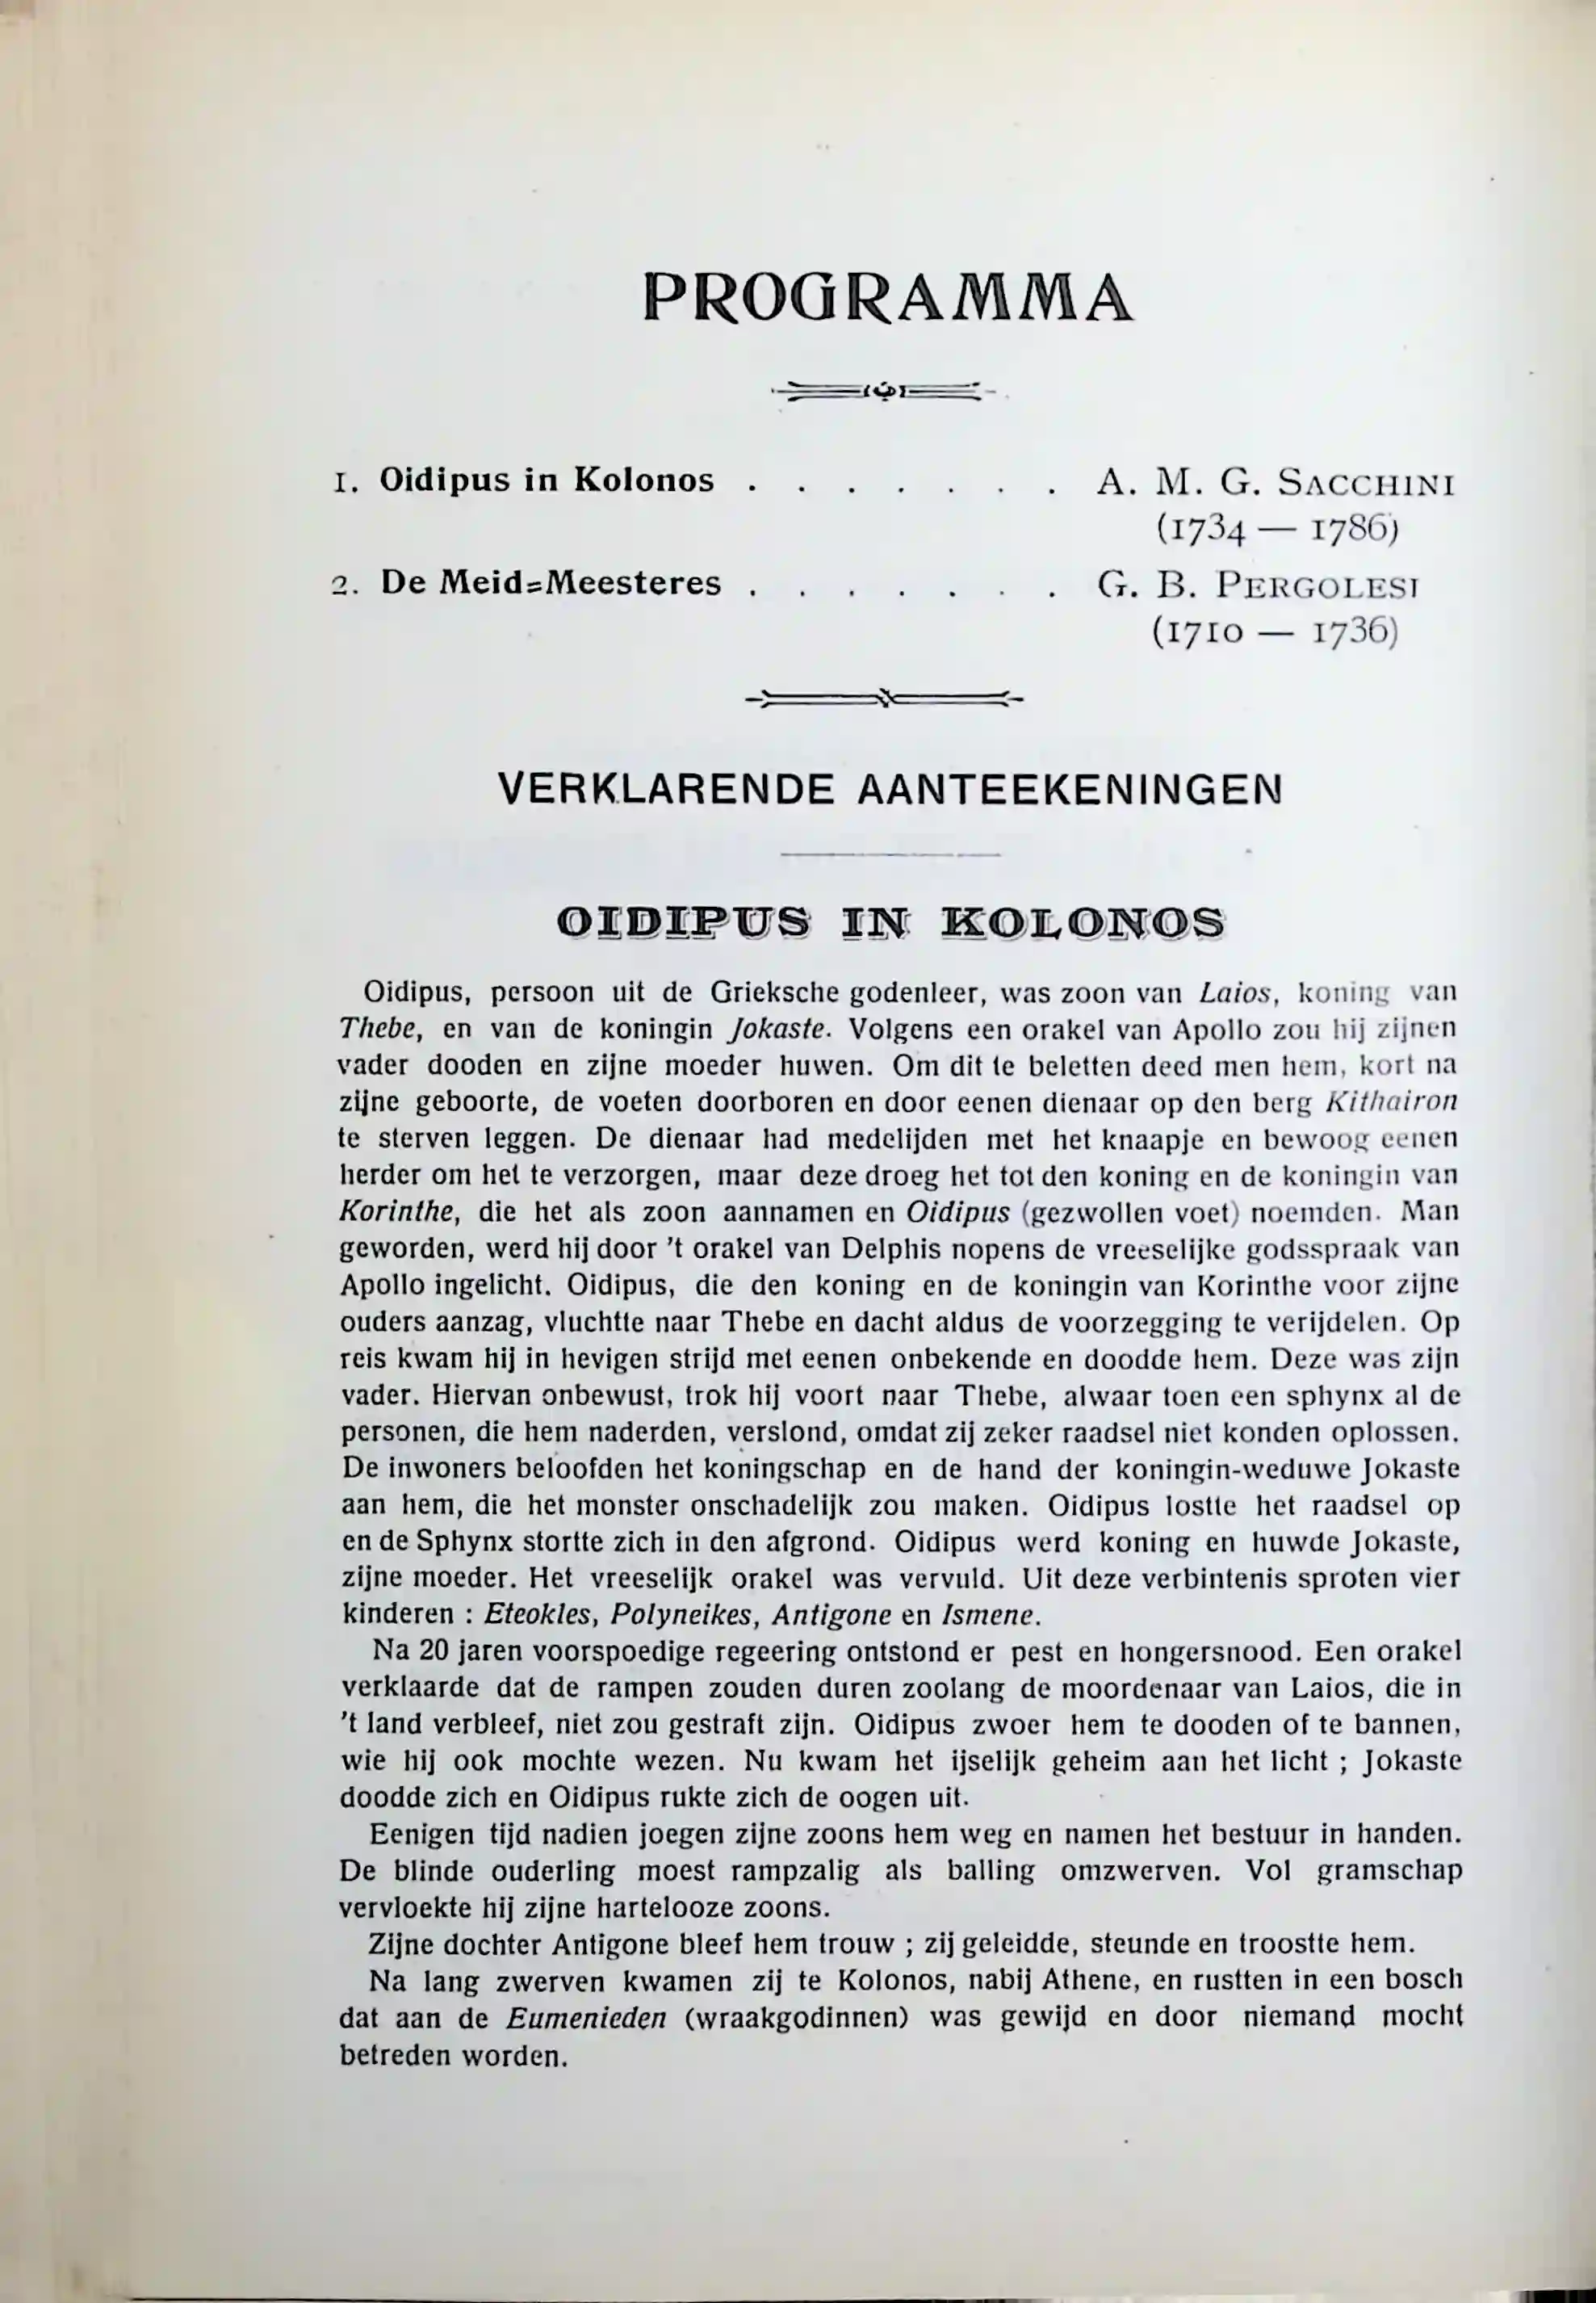 PROGRAMMA
1. Oidipus in Kolonos . . . . . . . A. M. G. SACCHINI
(1734 — 1786)
2. De Meid=Meesteres . . . . . . . G. B. PERGOLESI
(1710 — 1736)
VERKLARENDE AANTEEKENINGEN
OIDIPUS IN KOLONOS
Oidipus, persoon uit de Grieksche godenleer, was zoon van Laios, koning van
Thebe, en van de koningin Jokaste. Volgens een orakel van Apollo zou hij zijnen
vader dooden en zijne moeder huwen. Om dit te beletten deed men hem, kort na
zijne geboorte, de voeten doorboren en door eenen dienaar op den berg Kithairon
te sterven leggen. De dienaar had medelijden met het knaapje en bewoog eenen
herder om het te verzorgen, maar deze droeg het tot den koning en de koningin van
Korinthe, die het als zoon aannamen en Oidipus (gezwollen voet) noemden. Man
geworden, werd hij door 't orakel van Delphis nopens de vreeselijke godsspraak van
Apollo ingelicht. Oidipus, die den koning en de koningin van Korinthe voor zijne
ouders aanzag, vluchtte naar Thebe en dacht aldus de voorzegging te verijdelen. Op
reis kwam hij in hevigen strijd met eenen onbekende en doodde hem. Deze was zijn
vader. Hiervan onbewust, trok hij voort naar Thebe, alwaar toen een sphynx al de
personen, die hem naderden, verslond, omdat zij zeker raadsel niet konden oplossen.
De inwoners beloofden het koningschap en de hand der koningin-weduwe Jokaste
aan hem, die het monster onschadelijk zou maken. Oidipus lostte het raadsel op
en de Sphynx stortte zich in den afgrond. Oidipus werd koning en huwde Jokaste,
zijne moeder. Het vreeselijk orakel was vervuld. Uit deze verbintenis sproten vier
kinderen : Eteokles, Polyneikes, Antigone en Ismene.
Na 20 jaren voorspoedige regeering ontstond er pest en hongersnood. Een orakel
verklaarde dat de rampen zouden duren zoolang de moordenaar van Laios, die in
't land verbleef, niet zou gestraft zijn. Oidipus zwoer hem te dooden of te bannen,
wie hij ook mochte wezen. Nu kwam het ijselijk geheim aan het licht ; Jokaste
doodde zich en Oidipus rukte zich de oogen uit.
Eenigen tijd nadien joegen zijne zoons hem weg en namen het bestuur in handen.
De blinde ouderling moest rampzalig als balling omzwerven. Vol gramschap
vervloekte hij zijne hartelooze zoons.
Zijne dochter Antigone bleef hem trouw ; zij geleidde, steunde en troostte hem.
Na lang zwerven kwamen zij te Kolonos, nabij Athene, en rustten in een bosch
dat aan de Eumenieden (wraakgodinnen) was gewijd en door niemand mocht
betreden worden.